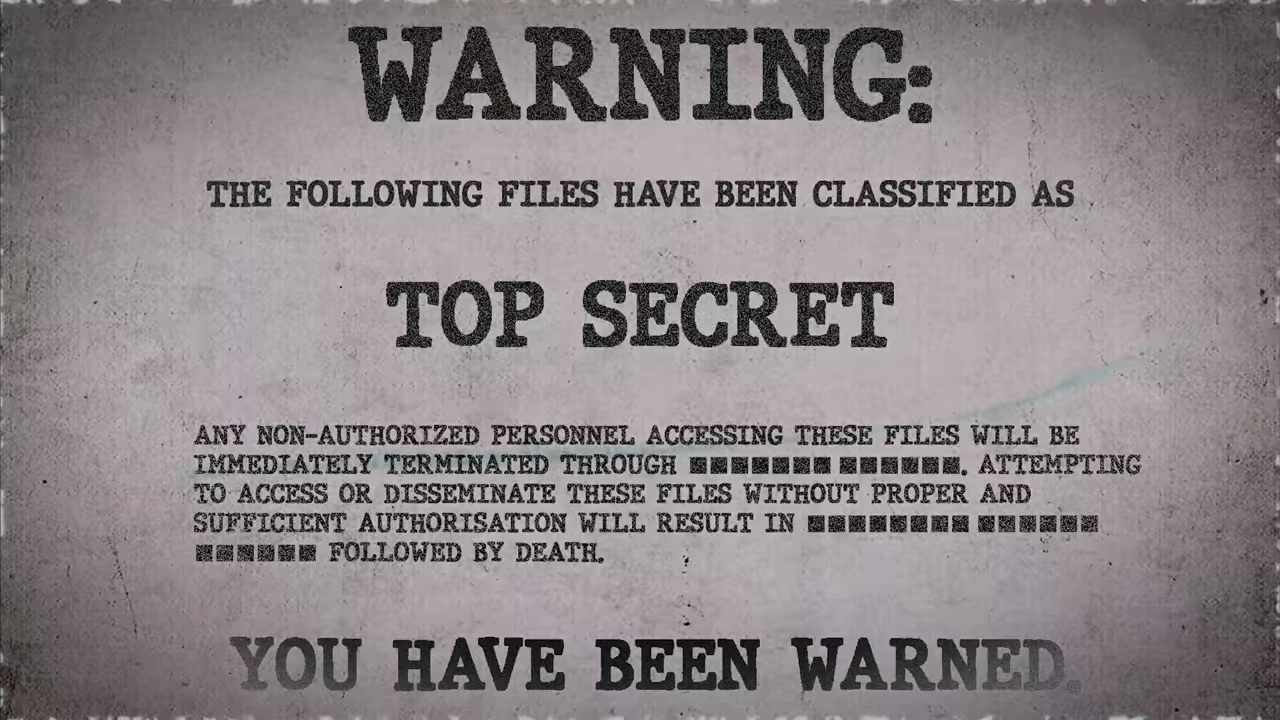 WARNING:
THE FOLLOWING FILES HAVE BEEN CLASSIFIED AS
TOP SECRET
ANY NON-AUTHORIZED PERSONNEL ACCESSING THESE FILES WILL BE
IMMEDIATELY TERMINATED THROUGH ■■■■■■■ ■■■■■■. ATTEMPTING
TO ACCESS OR DISSEMINATE THESE FILES WITHOUT PROPER AND
SUFFICIENT AUTHORISATION WILL RESULT IN ■■■■■■■■ ■■■■■■
■■■■■■ FOLLOWED BY DEATH.
YOU HAVE BEEN WARNED.